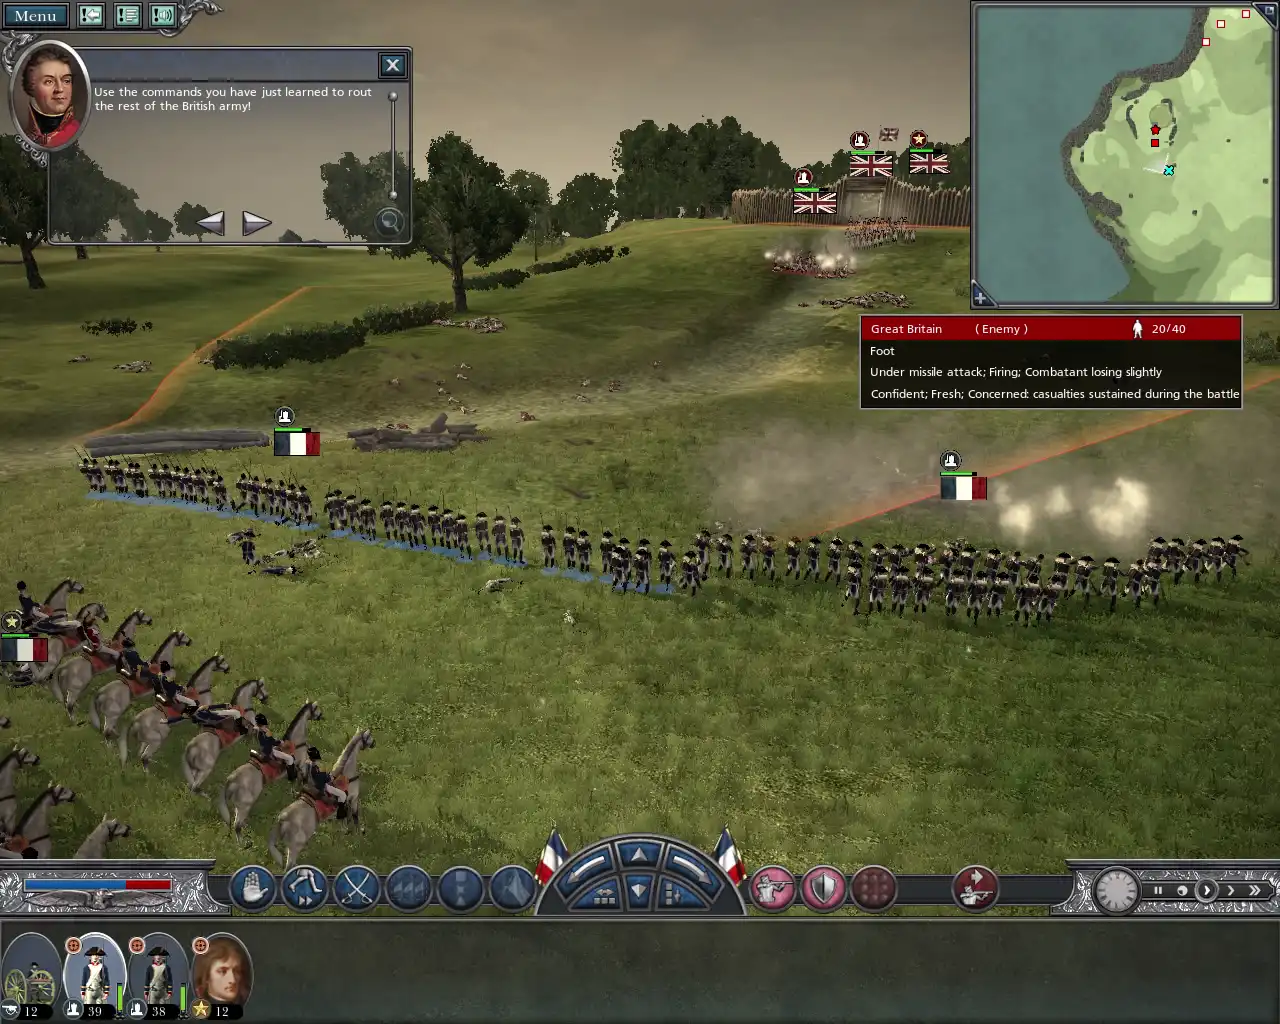 Menu
Use the commands you have just learned to rout
the rest of the British army!
Great Britain ( Enemy ) 20/40
Foot
Under missile attack; Firing; Combatant losing slightly
Confident; Fresh; Concerned: casualties sustained during the battle
12 39 38 12